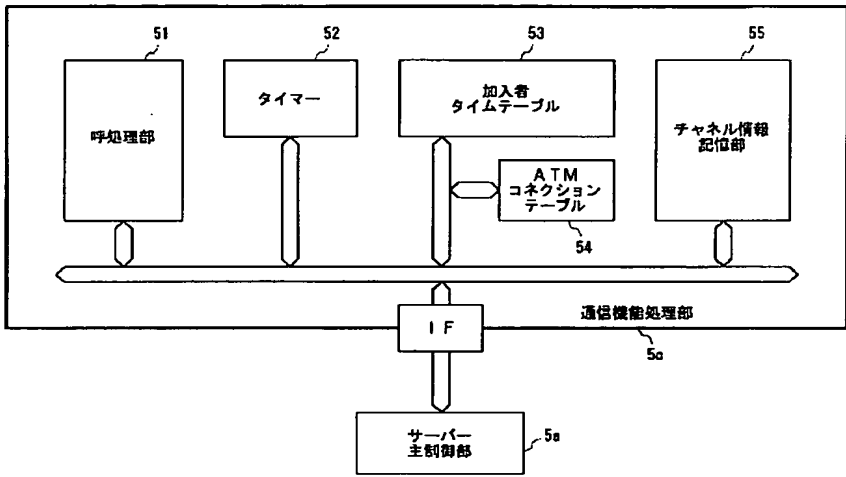 51
52
53
55
呼処理部
タイマー
加入者
タイムテーブル
チャネル情報
記憶部
ATM
コネクション
テーブル
54
IF
通信機能処理部
5c
サーバー
主制御部
5a